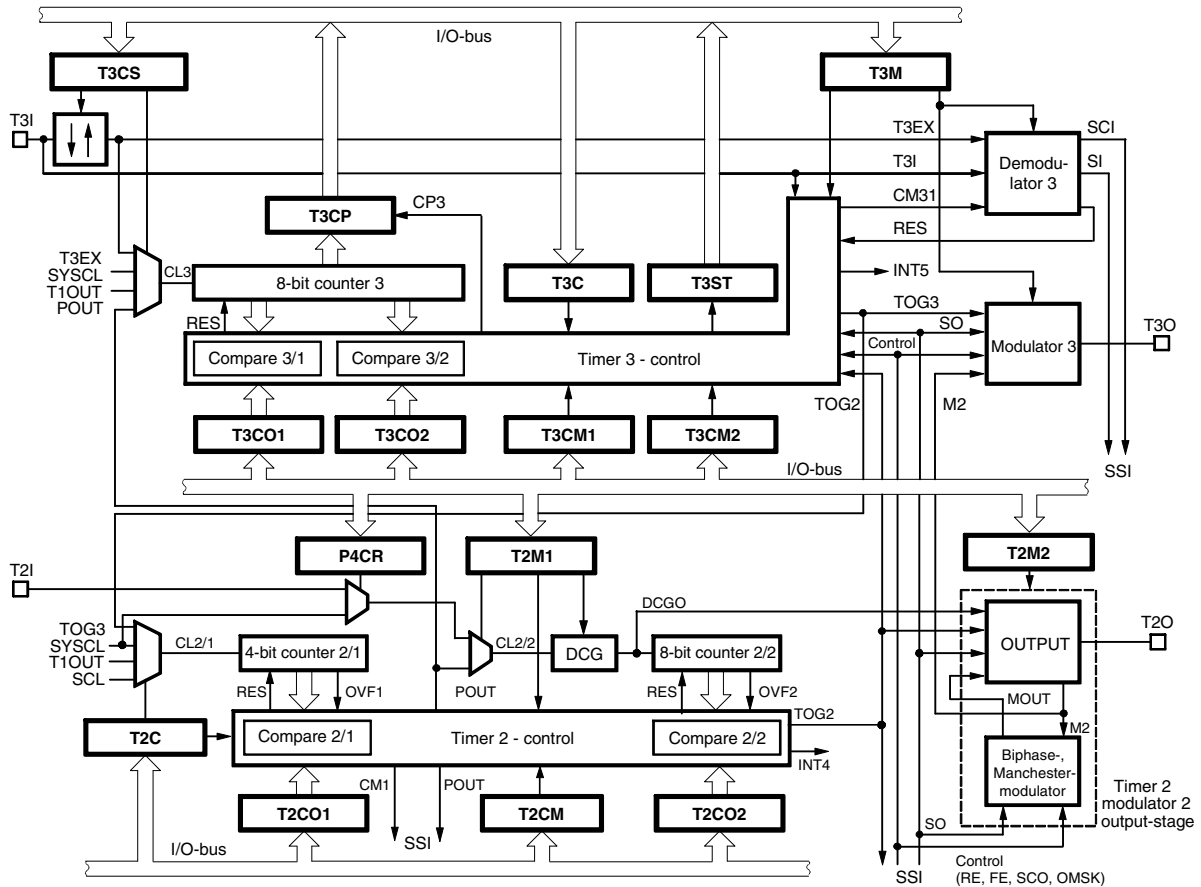 I/O-bus
T3CS
T3M
T3I
T3EX
SCI
T3I
SI
Demodu-
lator 3
CM31
T3CP
CP3
RES
T3EX
SYSCL
T1OUT
POUT
CL3
8-bit counter 3
T3C
T3ST
INT5
RES
TOG3
SO
Control
Modulator 3
T3O
Compare 3/1
Compare 3/2
Timer 3 - control
TOG2
M2
T3CO1
T3CO2
T3CM1
T3CM2
I/O-bus
SSI
P4CR
T2M1
T2M2
T2I
DCGO
TOG3
SYSCL
T1OUT
SCL
CL2/1
4-bit counter 2/1
CL2/2
DCG
8-bit counter 2/2
OUTPUT
T2O
RES
OVF1
POUT
RES
OVF2
MOUT
TOG2
M2
T2C
Compare 2/1
Timer 2 - control
Compare 2/2
INT4
Biphase-,
Manchester-
modulator
Timer 2
modulator 2
output-stage
CM1
POUT
T2CO1
T2CM
T2CO2
SSI
SO
I/O-bus
SSI
Control
(RE, FE, SCO, OMSK)